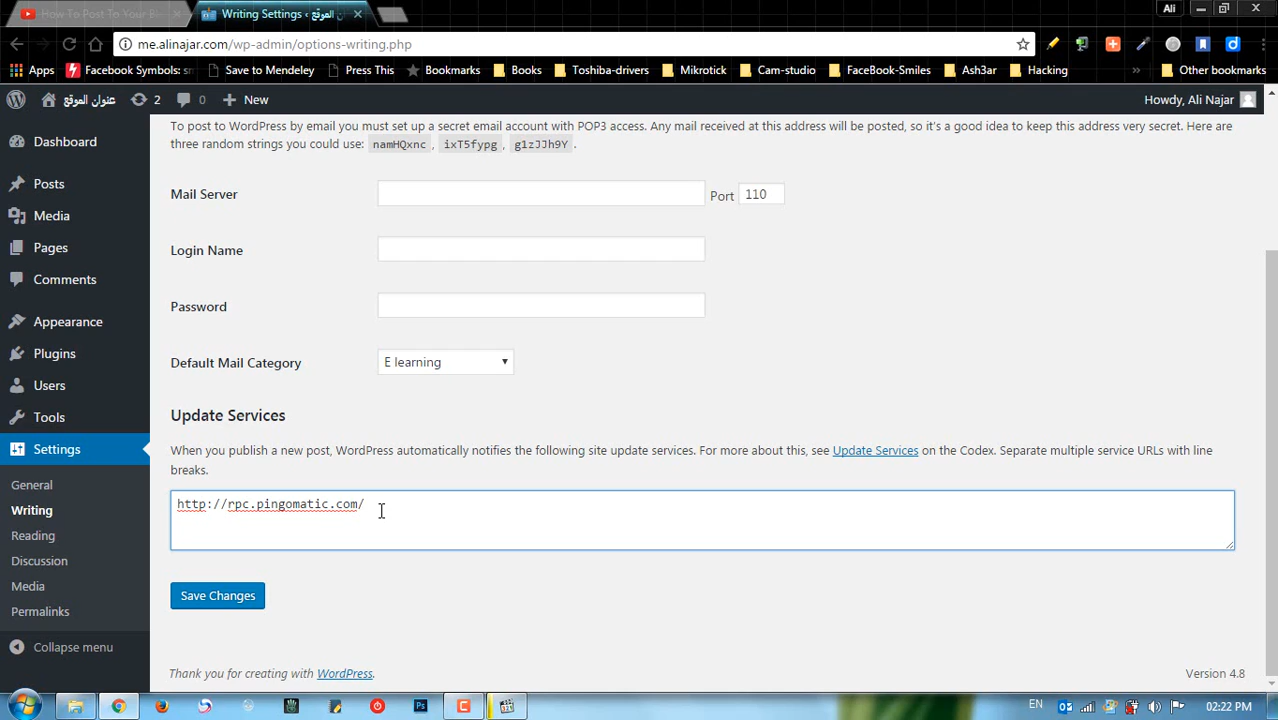 How To Post To Your Bl
Writing Settings ‹ ن الموقع
Ali
me.alinajar.com/wp-admin/options-writing.php
Apps
Facebook Symbols: sm
Save to Mendeley
Press This
Bookmarks
Books
Toshiba-drivers
Mikrotick
Cam-studio
FaceBook-Smiles
Ash3ar
Hacking
»
Other bookmarks
عنوان الموقع
2
0
New
Howdy, Ali Najar
Dashboard
Posts
Media
Pages
Comments
Appearance
Plugins
Users
Tools
Settings
General
Writing
Reading
Discussion
Media
Permalinks
Collapse menu
To post to WordPress by email you must set up a secret email account with POP3 access. Any mail received at this address will be posted, so it's a good idea to keep this address very secret. Here are
three random strings you could use: namHQxnc , ixT5fypg , g1zJJh9Y .
Mail Server
Port 110
Login Name
Password
Default Mail Category
E learning
Update Services
When you publish a new post, WordPress automatically notifies the following site update services. For more about this, see Update Services on the Codex. Separate multiple service URLs with line
breaks.
http://rpc.pingomatic.com/
Save Changes
Thank you for creating with WordPress.
Version 4.8
EN
02:22 PM